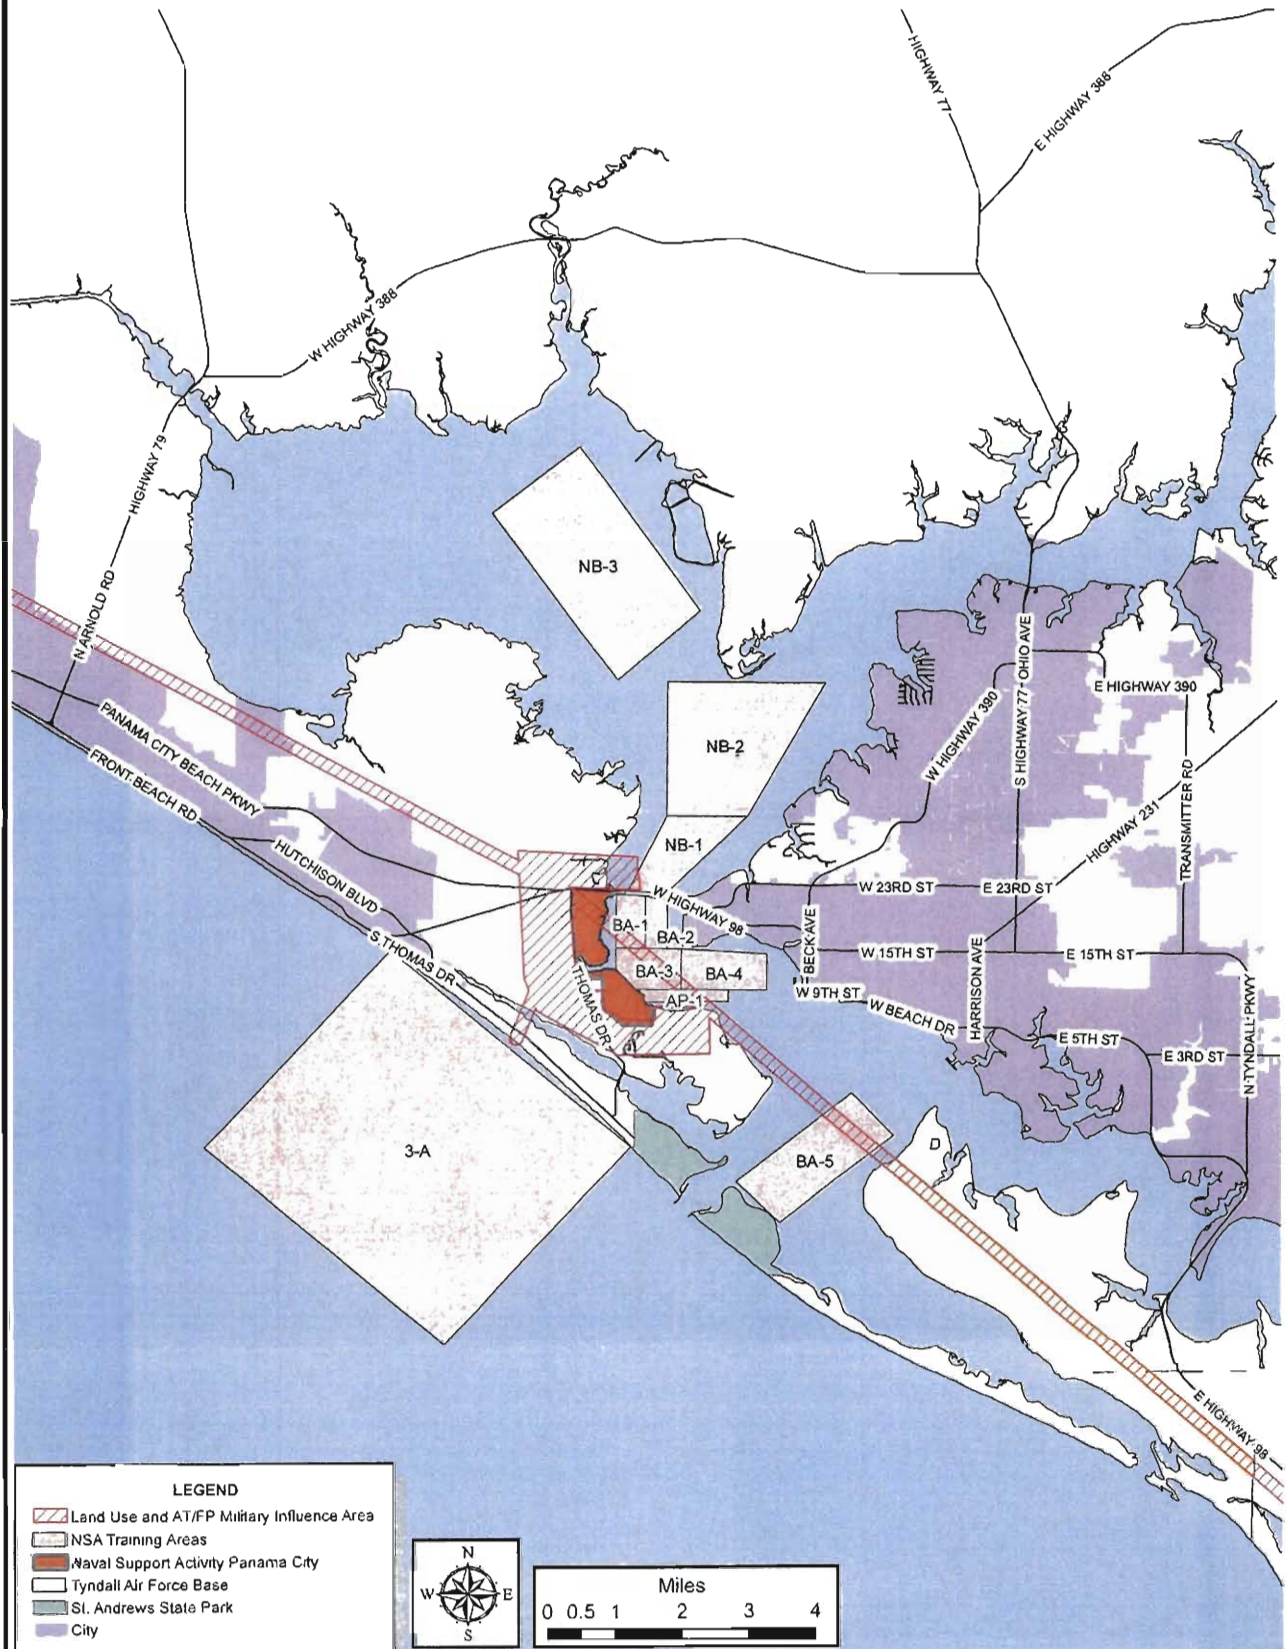 HIGHWAY 77
E HIGHWAY 388
W HIGHWAY 388
HIGHWAY 79
N ARNOLD RD
NB-3
S HIGHWAY 77 - OHIO AVE
E HIGHWAY 390
W HIGHWAY 390
PANAMA CITY BEACH PKWY
NB-2
FRONT BEACH RD
TRANSMITTER RD
HIGHWAY 231
NB-1
HUTCHISON BLVD
W 23RD ST
E 23RD ST
W HIGHWAY 98
BA-1
BA-2
S THOMAS DR
BECK AVE
W 15TH ST
HARRISON AVE
E 15TH ST
BA-3
BA-4
THOMAS DR
AP-1
W 9TH ST
W BEACH DR
E 5TH ST
E 3RD ST
N TYNDALL PKWY
3-A
BA-5
D
E HIGHWAY 98
LEGEND
Land Use and AT/FP Military Influence Area
NSA Training Areas
Naval Support Activity Panama City
Tyndall Air Force Base
St. Andrews State Park
City
N
W E
S
Miles
0 0.5 1 2 3 4